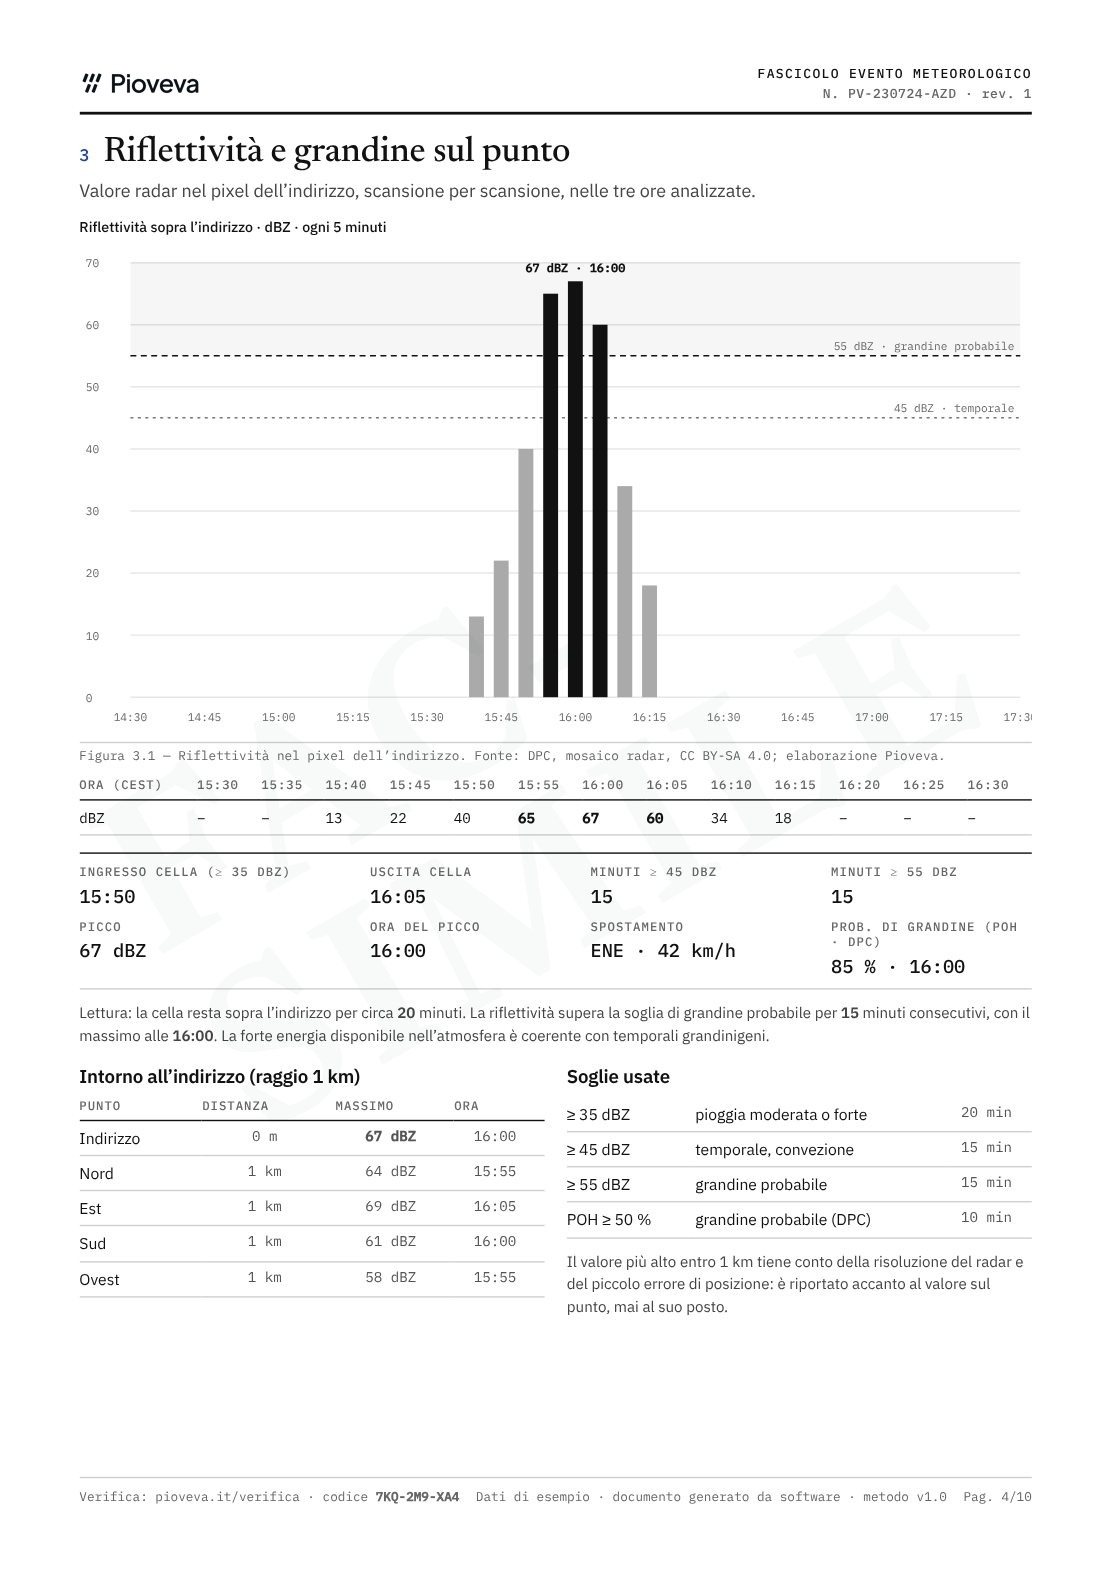 Pioveva
FASCICOLO EVENTO METEOROLOGICO
N. PV-230724-AZD · rev. 1
3 Riflettività e grandine sul punto
Valore radar nel pixel dell’indirizzo, scansione per scansione, nelle tre ore analizzate.
Riflettività sopra l’indirizzo · dBZ · ogni 5 minuti
70
67 dBZ · 16:00
60
55 dBZ · grandine probabile
50
45 dBZ · temporale
40
30
20
10
0
14:30 14:45 15:00 15:15 15:30 15:45 16:00 16:15 16:30 16:45 17:00 17:15 17:30
FAC-
SIMILE
Figura 3.1 — Riflettività nel pixel dell’indirizzo. Fonte: DPC, mosaico radar, CC BY-SA 4.0; elaborazione Pioveva.
ORA (CEST) 15:30 15:35 15:40 15:45 15:50 15:55 16:00 16:05 16:10 16:15 16:20 16:25 16:30
dBZ – – 13 22 40 65 67 60 34 18 – – –
INGRESSO CELLA (≥ 35 DBZ) USCITA CELLA MINUTI ≥ 45 DBZ MINUTI ≥ 55 DBZ
15:50 16:05 15 15
PICCO ORA DEL PICCO SPOSTAMENTO PROB. DI GRANDINE (POH
· DPC)
67 dBZ 16:00 ENE · 42 km/h 85 % · 16:00
Lettura: la cella resta sopra l’indirizzo per circa 20 minuti. La riflettività supera la soglia di grandine probabile per 15 minuti consecutivi, con il
massimo alle 16:00. La forte energia disponibile nell’atmosfera è coerente con temporali grandinigeni.
Intorno all’indirizzo (raggio 1 km)
PUNTO DISTANZA MASSIMO ORA
Indirizzo 0 m 67 dBZ 16:00
Nord 1 km 64 dBZ 15:55
Est 1 km 69 dBZ 16:05
Sud 1 km 61 dBZ 16:00
Ovest 1 km 58 dBZ 15:55
Soglie usate
≥ 35 dBZ pioggia moderata o forte 20 min
≥ 45 dBZ temporale, convezione 15 min
≥ 55 dBZ grandine probabile 15 min
POH ≥ 50 % grandine probabile (DPC) 10 min
Il valore più alto entro 1 km tiene conto della risoluzione del radar e
del piccolo errore di posizione: è riportato accanto al valore sul
punto, mai al suo posto.
Verifica: pioveva.it/verifica · codice 7KQ-2M9-XA4 Dati di esempio · documento generato da software · metodo v1.0 Pag. 4/10